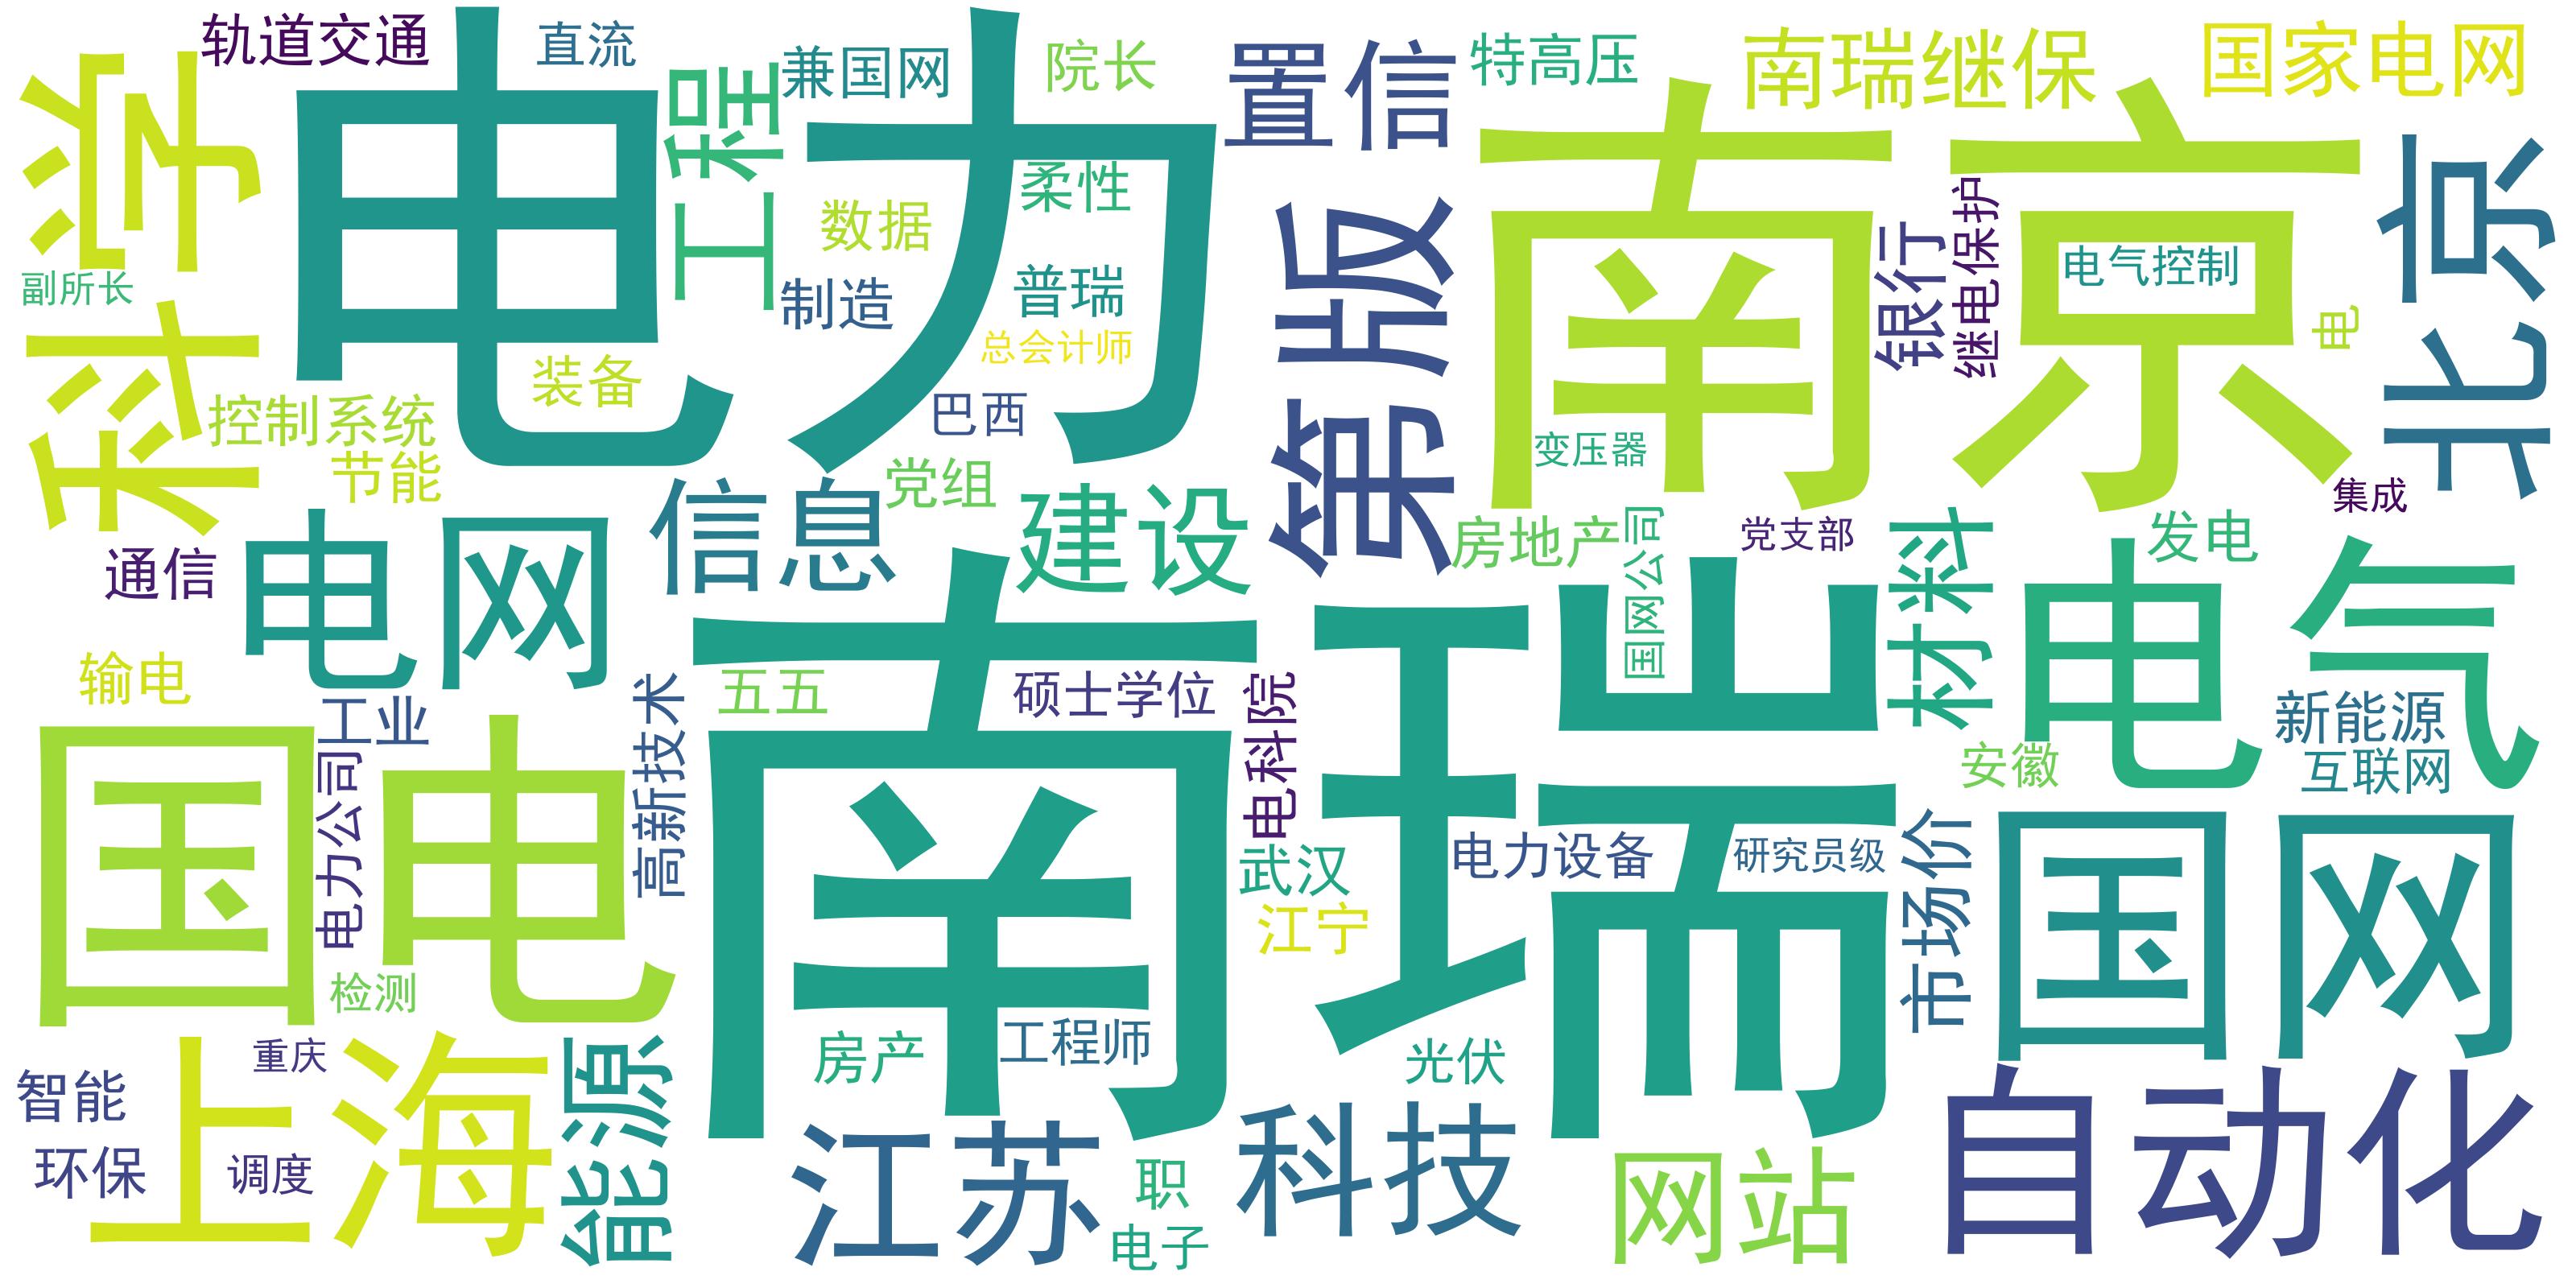 轨道交通
直流
兼国网
院长
置信
特高压
南瑞继保
国家电网
科学
电力
工程
数据
柔性
第版
南京
银行
继电保护
电气控制
北京
副所长
制造
普瑞
总会计师
电
装备
巴西
控制系统
节能
党组
变压器
集成
通信
电网
信息
建设
房地产
国网公司
党支部
材料
电气
发电
输电
工业
高新技术
五五
硕士学位
电科院
南瑞
新能源
互联网
安徽
国电
电力公司
武汉
电力设备
研究员级
市场价
国网
江宁
检测
房产
工程师
光伏
重庆
智能
上海
能源
环保
调度
江苏
职
电子
科技
网站
自动化